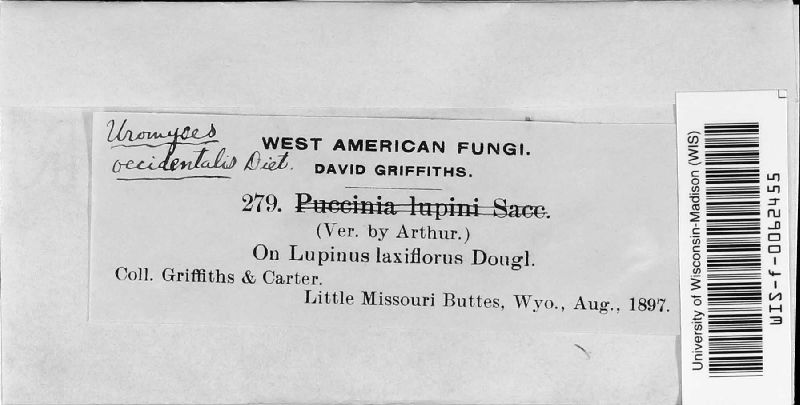 Uromyces
occidentalis Diet.
WEST AMERICAN FUNGI.
DAVID GRIFFITHS.
279. Puccinia lupini Sacc.
(Ver. by Arthur.)
On Lupinus laxiflorus Dougl.
Coll. Griffiths & Carter.
Little Missouri Buttes, Wyo., Aug., 1897.
University of Wisconsin-Madison (WIS)
WIS-f-0062455